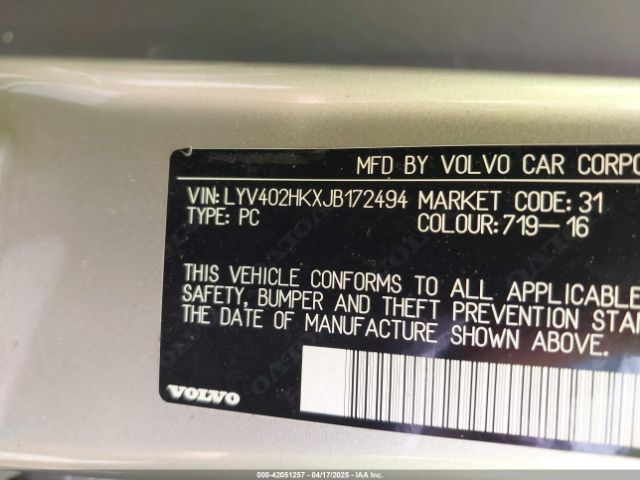 MFD BY VOLVO CAR CORPO
VIN:LYV402HKXJB172494 MARKET CODE:31
TYPE: PC COLOUR:719-16
THIS VEHICLE CONFORMS TO ALL APPLICABLE
SAFETY, BUMPER AND THEFT PREVENTION STAN
THE DATE OF MANUFACTURE SHOWN ABOVE.
VOLVO
000-42051257 - 04/17/2025 - IAA Inc.